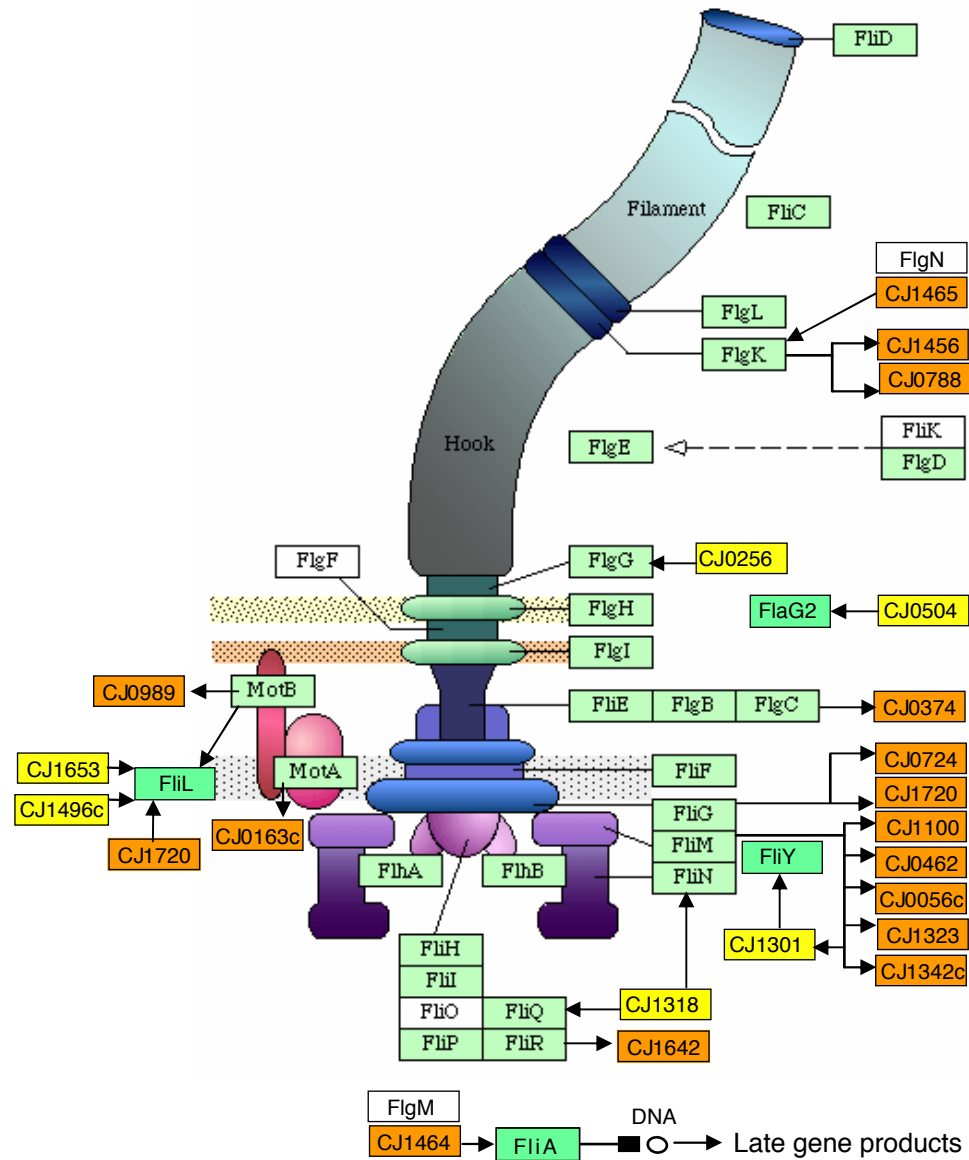 FliD
Filament
FliC
FlgN
CJ1465
FlgL
FlgK
CJ1456
CJ0788
Hook
FlgE
FliK
FlgD
FlgF
FlgG
CJ0256
FlgH
FlaG2
CJ0504
FlgI
CJ0989
MotB
FliE
FlgB
FlgC
CJ0374
CJ1653
FliL
MotA
FliF
CJ0724
CJ1496c
CJ1720
CJ1720
CJ0163c
FliG
CJ1100
FliM
FliY
CJ0462
FlhA
FlhB
FliN
CJ0056c
CJ1301
CJ1323
FliH
CJ1342c
FliI
FliO
FliQ
CJ1318
FliP
FliR
CJ1642
FlgM
DNA
CJ1464
FliA
Late gene products